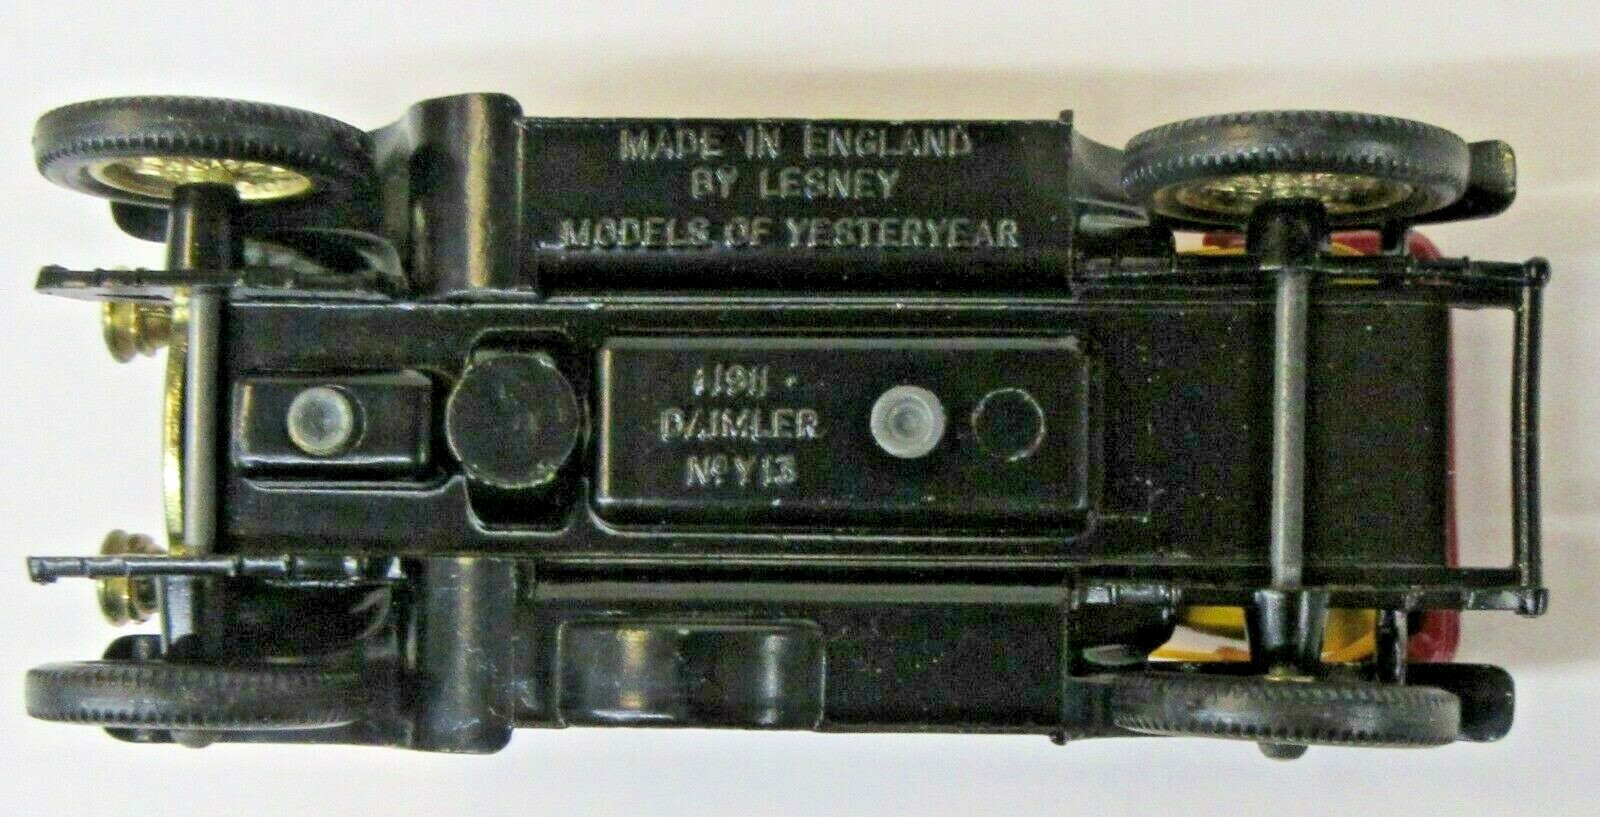 MADE IN ENGLAND
BY LESNEY
MODELS OF YESTERYEAR
1911
DAIMLER
No Y13